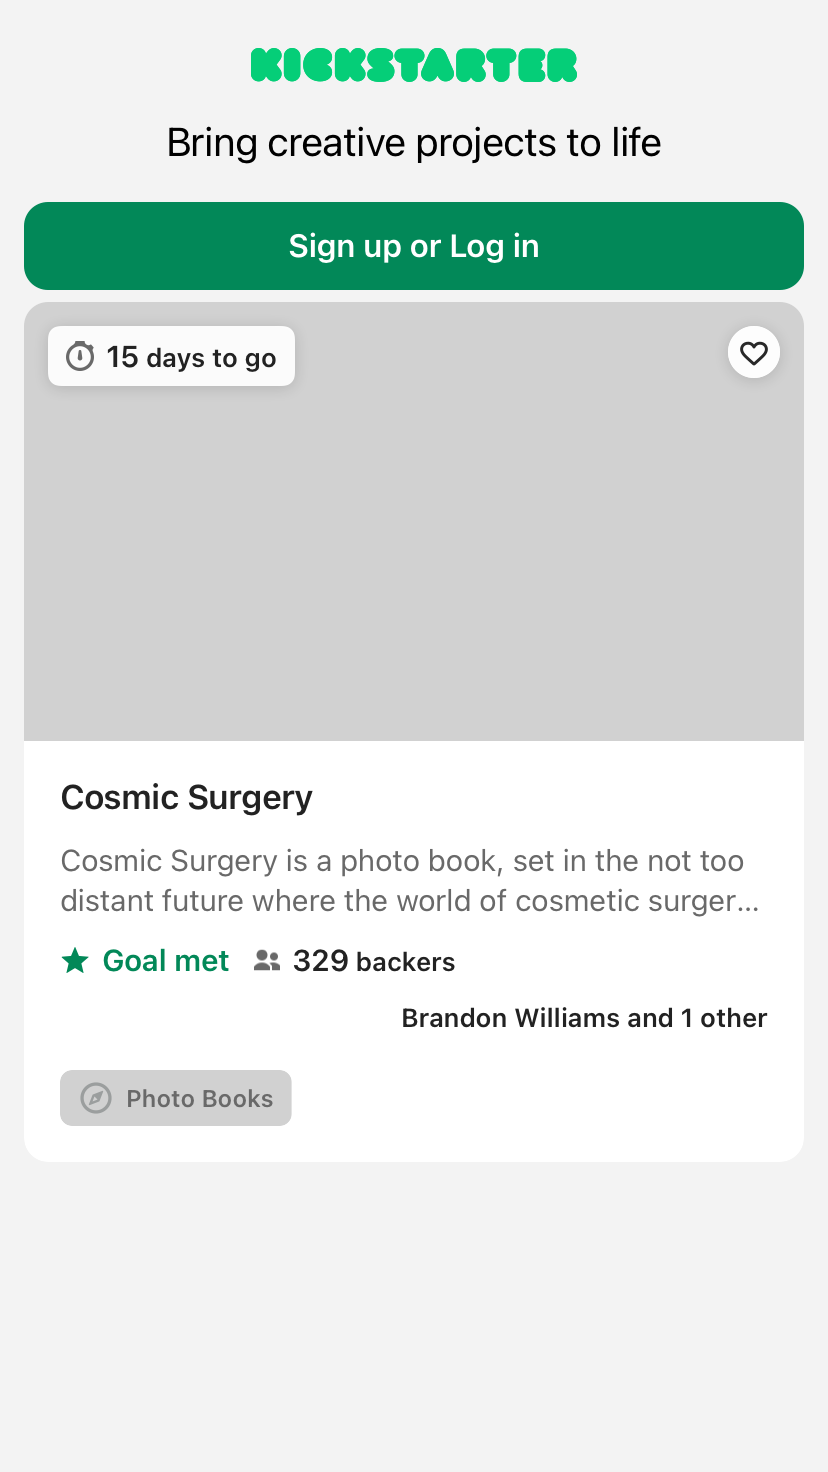 KICKSTARTER
Bring creative projects to life
Sign up or Log in
15 days to go
Cosmic Surgery
Cosmic Surgery is a photo book, set in the not too
distant future where the world of cosmetic surger...
Goal met 329 backers
Brandon Williams and 1 other
Photo Books